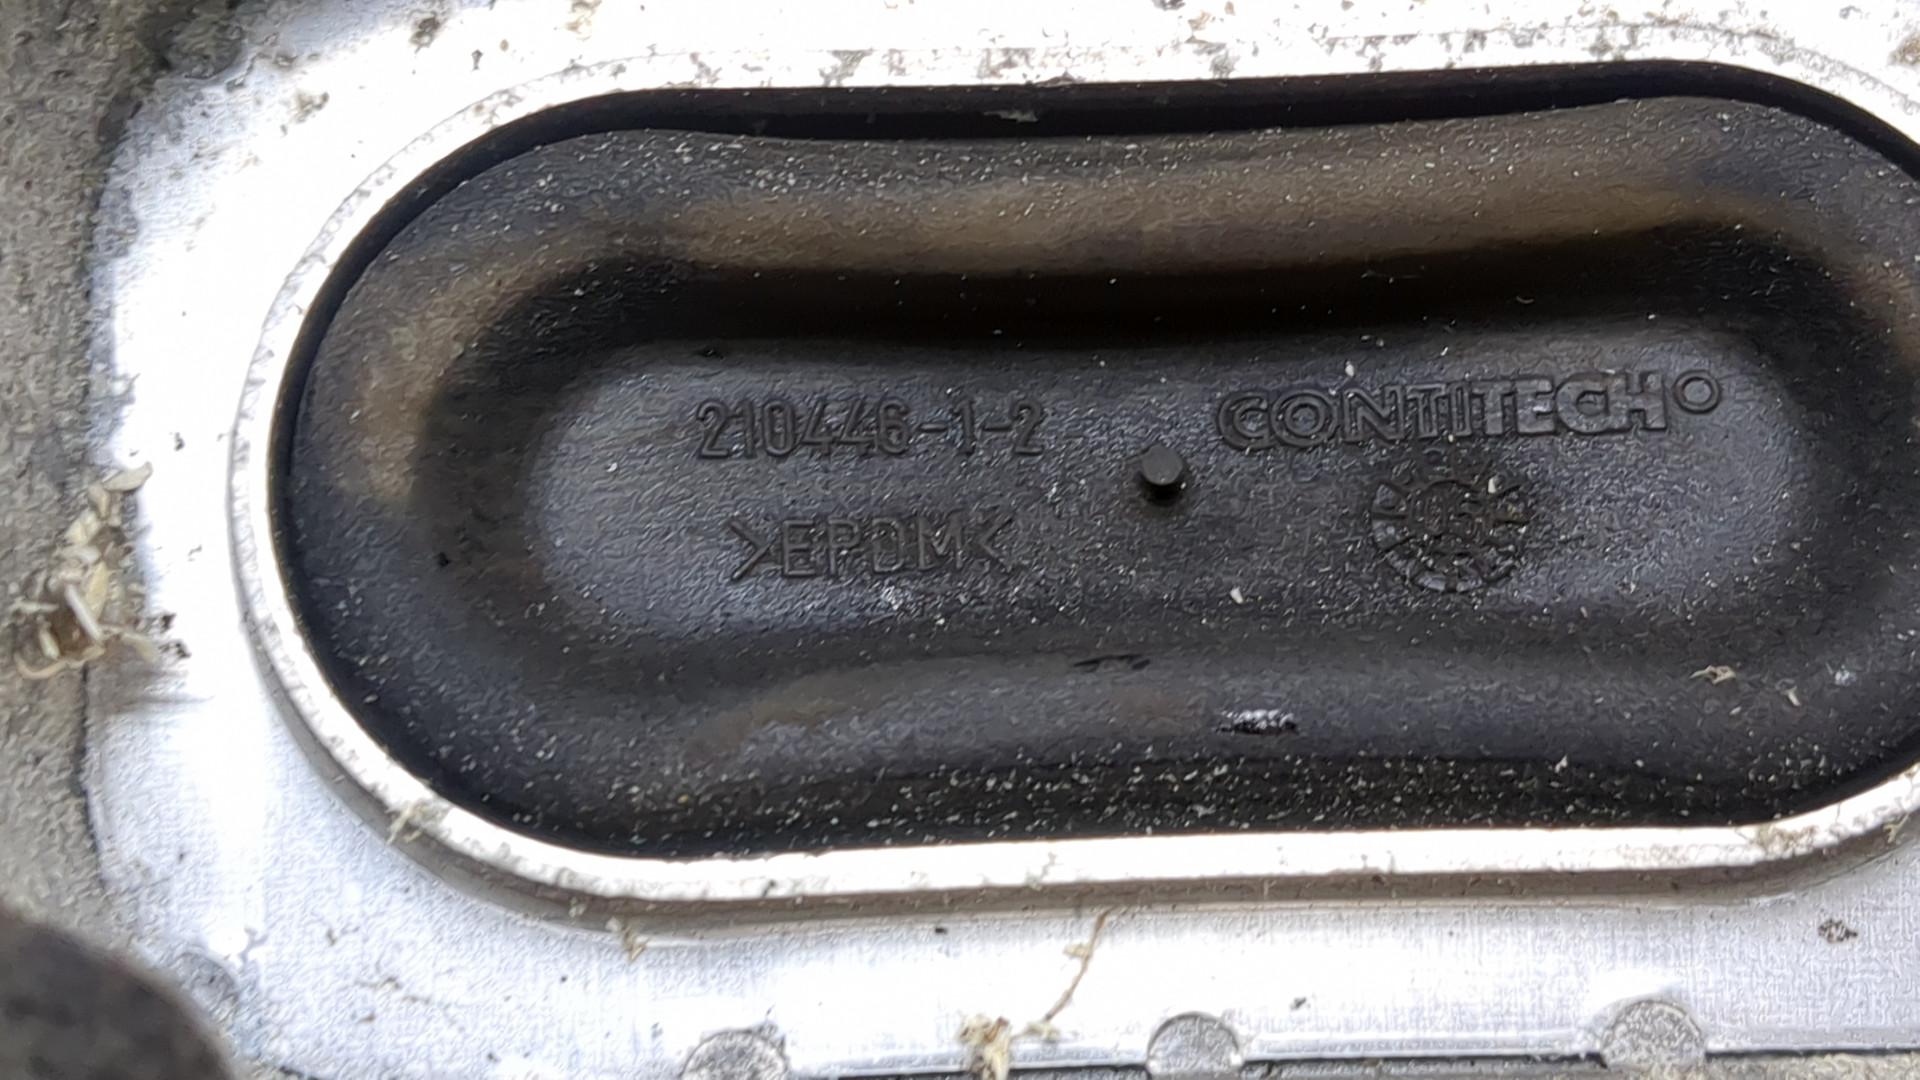 210446-1-2
CONTITECH
>EPDM<